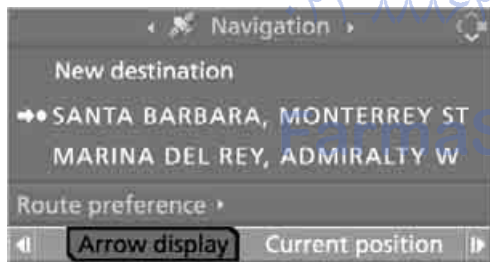 Navigation
New destination
SANTA BARBARA, MONTERREY ST
MARINA DEL REY, ADMIRALTY W
Route preference
Arrow display Current position